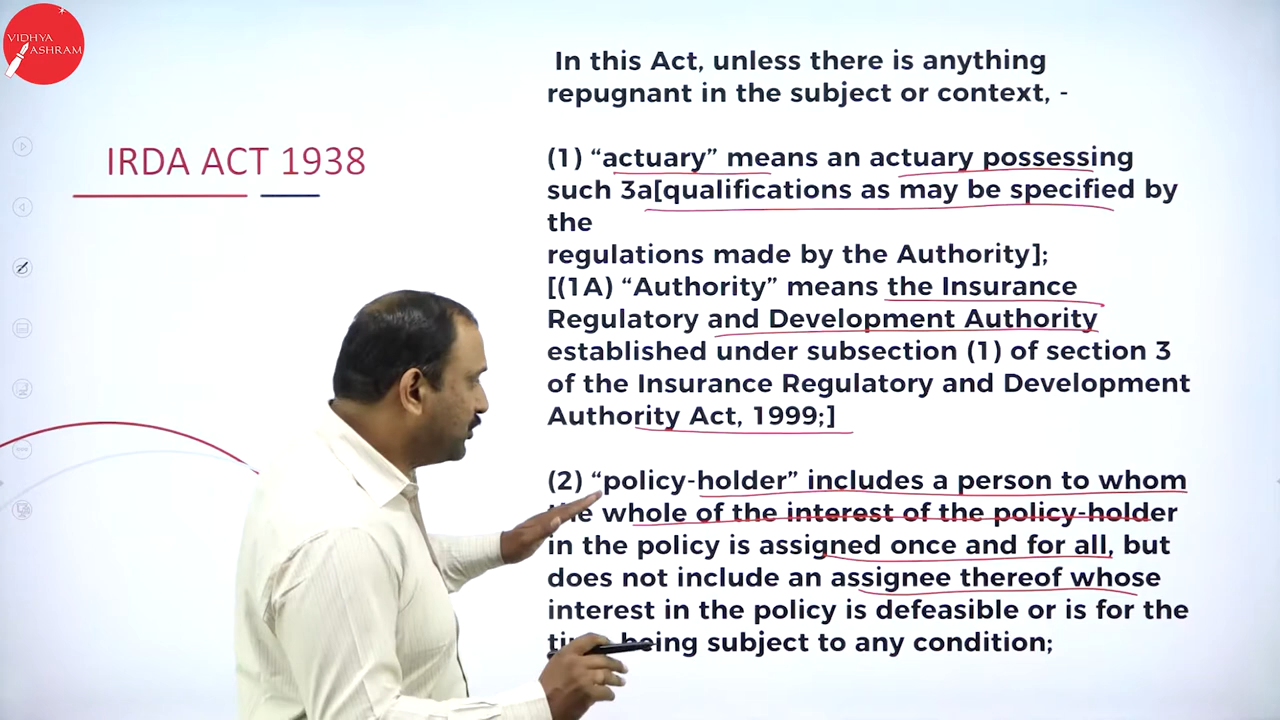 VIDHYA
ASHRAM
IRDA ACT 1938
In this Act, unless there is anything
repugnant in the subject or context, -
(1) “actuary” means an actuary possessing
such 3a[qualifications as may be specified by
the
regulations made by the Authority];
[(1A) “Authority” means the Insurance
Regulatory and Development Authority
established under subsection (1) of section 3
of the Insurance Regulatory and Development
Authority Act, 1999;]
(2) “policy-holder” includes a person to whom
the whole of the interest of the policy-holder
in the policy is assigned once and for all, but
does not include an assignee thereof whose
interest in the policy is defeasible or is for the
being subject to any condition;